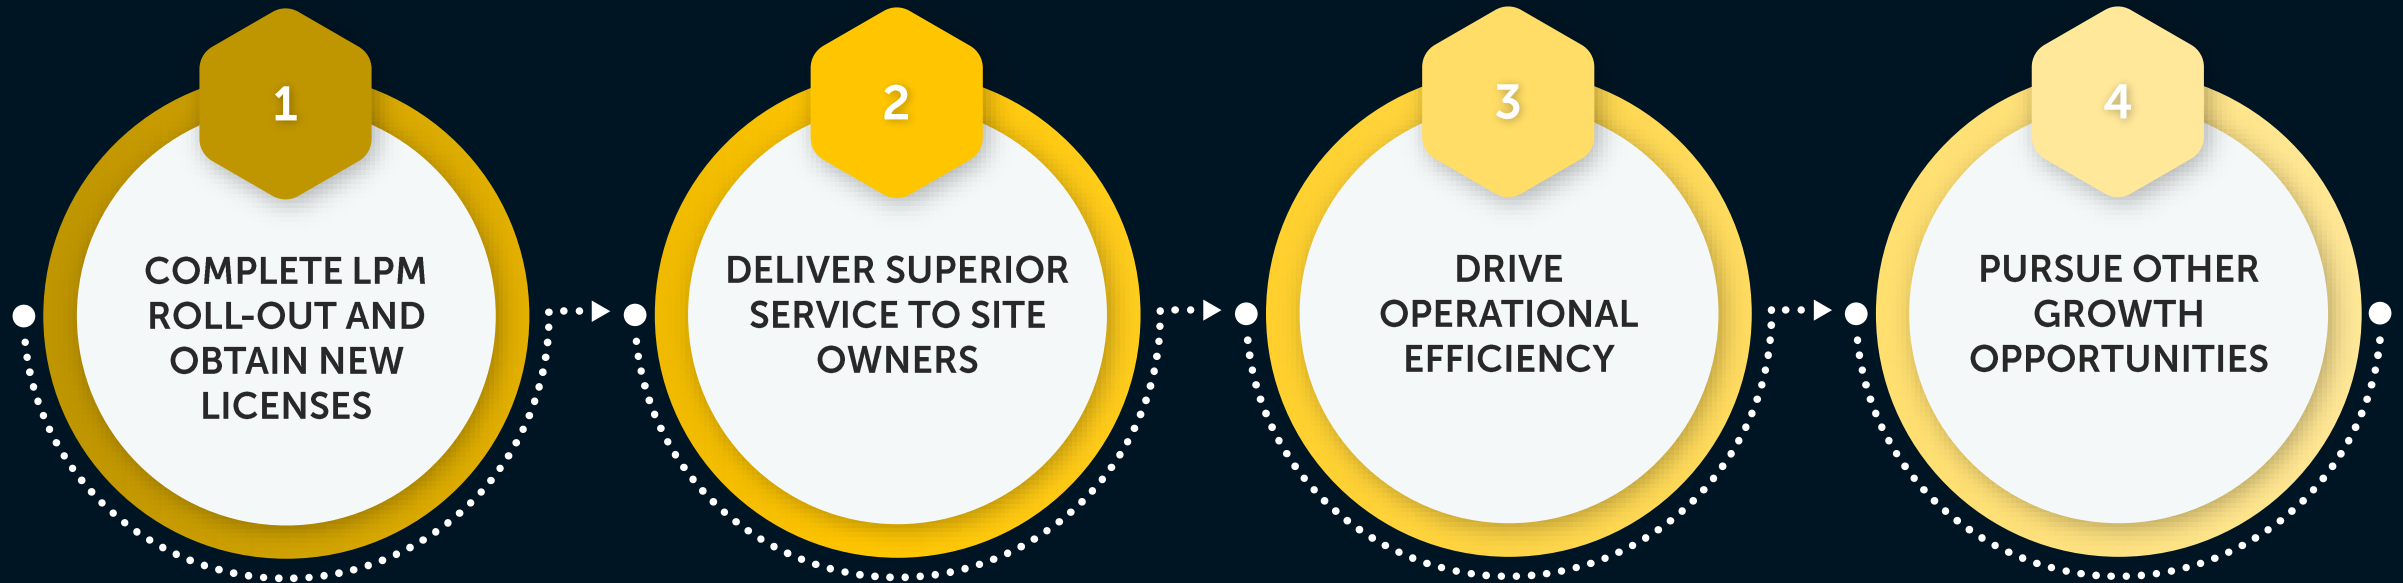 1
COMPLETE LPM
ROLL-OUT AND
OBTAIN NEW
LICENSES
2
DELIVER SUPERIOR
SERVICE TO SITE
OWNERS
3
DRIVE
OPERATIONAL
EFFICIENCY
4
PURSUE OTHER
GROWTH
OPPORTUNITIES